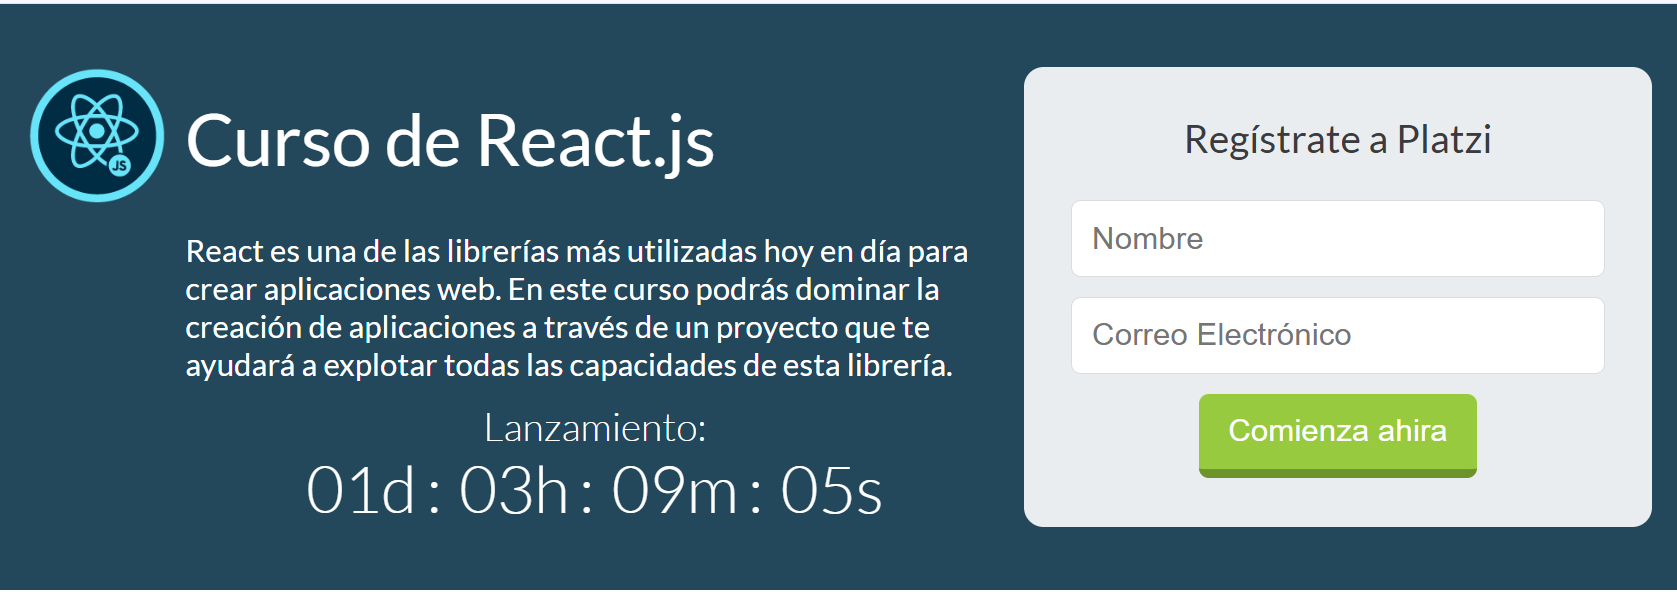 JS
Curso de React.js
React es una de las librerías más utilizadas hoy en día para
crear aplicaciones web. En este curso podrás dominar la
creación de aplicaciones a través de un proyecto que te
ayudará a explotar todas las capacidades de esta librería.
Lanzamiento:
01d : 03h : 09m : 05s
Regístrate a Platzi
Nombre
Correo Electrónico
Comienza ahira